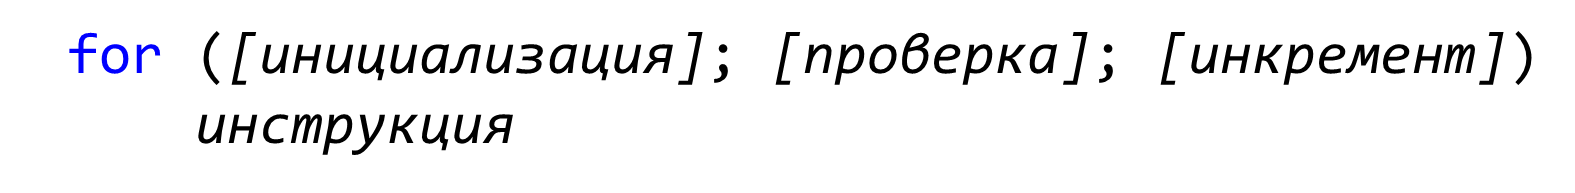 for ([инициализация]; [проверка]; [инкремент])
инструкция